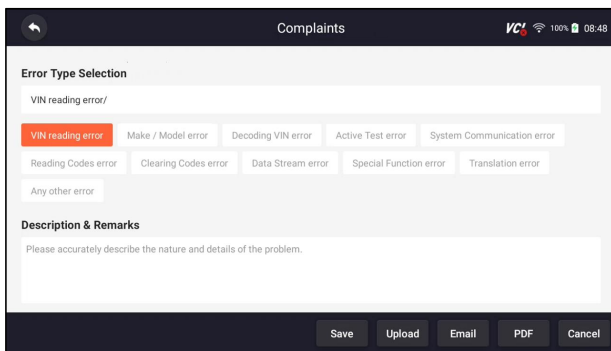 Complaints VCI 100% 08:48
Error Type Selection
VIN reading error/
VIN reading error Make / Model error Decoding VIN error Active Test error System Communication error
Reading Codes error Clearing Codes error Data Stream error Special Function error Translation error
Any other error
Description & Remarks
Please accurately describe the nature and details of the problem.
Save Upload Email PDF Cancel